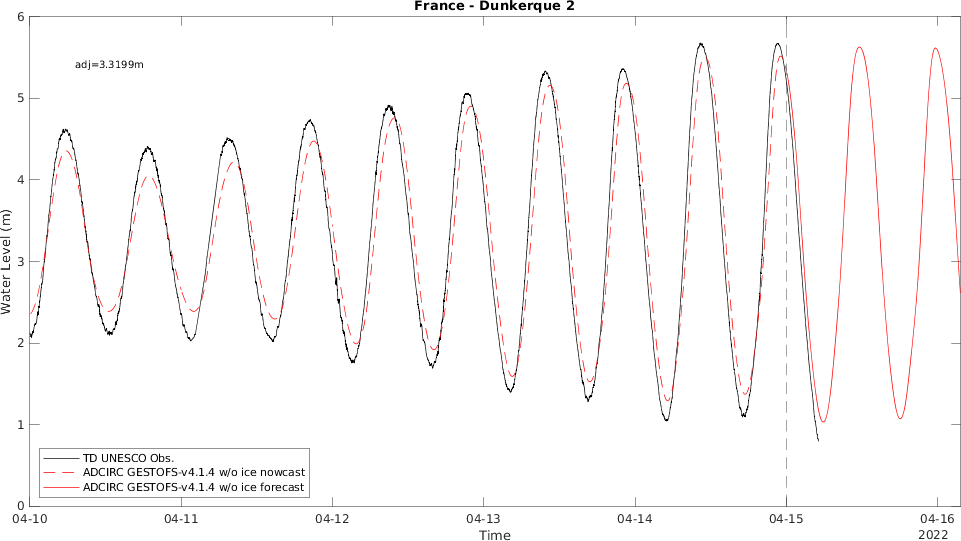 France - Dunkerque 2
6
adj=3.3199m
5
4
Water Level (m)
3
2
1
TD UNESCO Obs.
ADCIRC GESTOFS-v4.1.4 w/o ice nowcast
ADCIRC GESTOFS-v4.1.4 w/o ice forecast
0
04-10 04-11 04-12 04-13 04-14 04-15 04-16
Time
2022